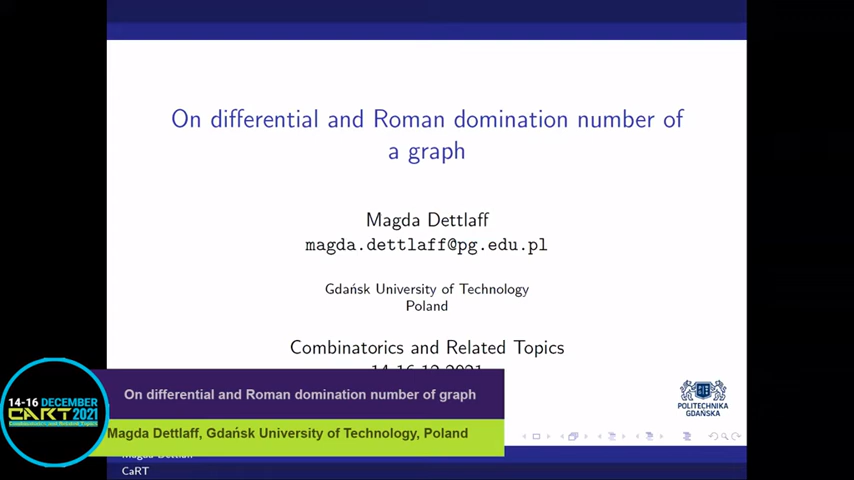 On differential and Roman domination number of
a graph
Magda Dettlaff
magda.dettlaff@pg.edu.pl
Gdańsk University of Technology
Poland
Combinatorics and Related Topics
14-16.12.2021
POLITECHNIKA
GDAŃSKA
14-16 DECEMBER
CART 2021
Combinatorics and Related Topics
On differential and Roman domination number of graph
Magda Dettlaff, Gdańsk University of Technology, Poland
Magda Dettlaff
CaRT